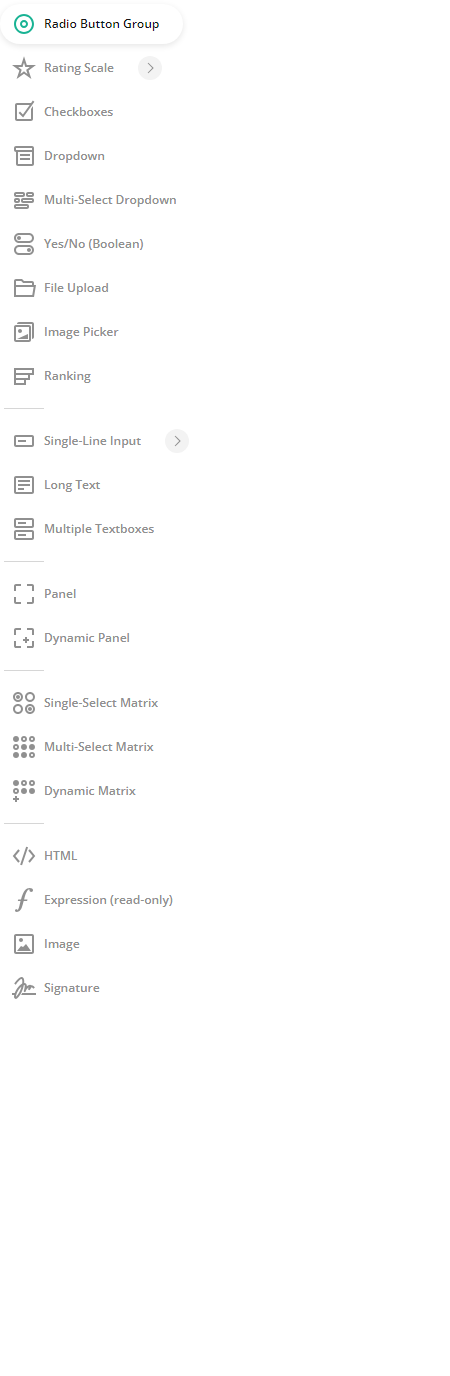 Radio Button Group
Rating Scale
Checkboxes
Dropdown
Multi-Select Dropdown
Yes/No (Boolean)
File Upload
Image Picker
Ranking
Single-Line Input
Long Text
Multiple Textboxes
Panel
Dynamic Panel
Single-Select Matrix
Multi-Select Matrix
Dynamic Matrix
HTML
Expression (read-only)
Image
Signature